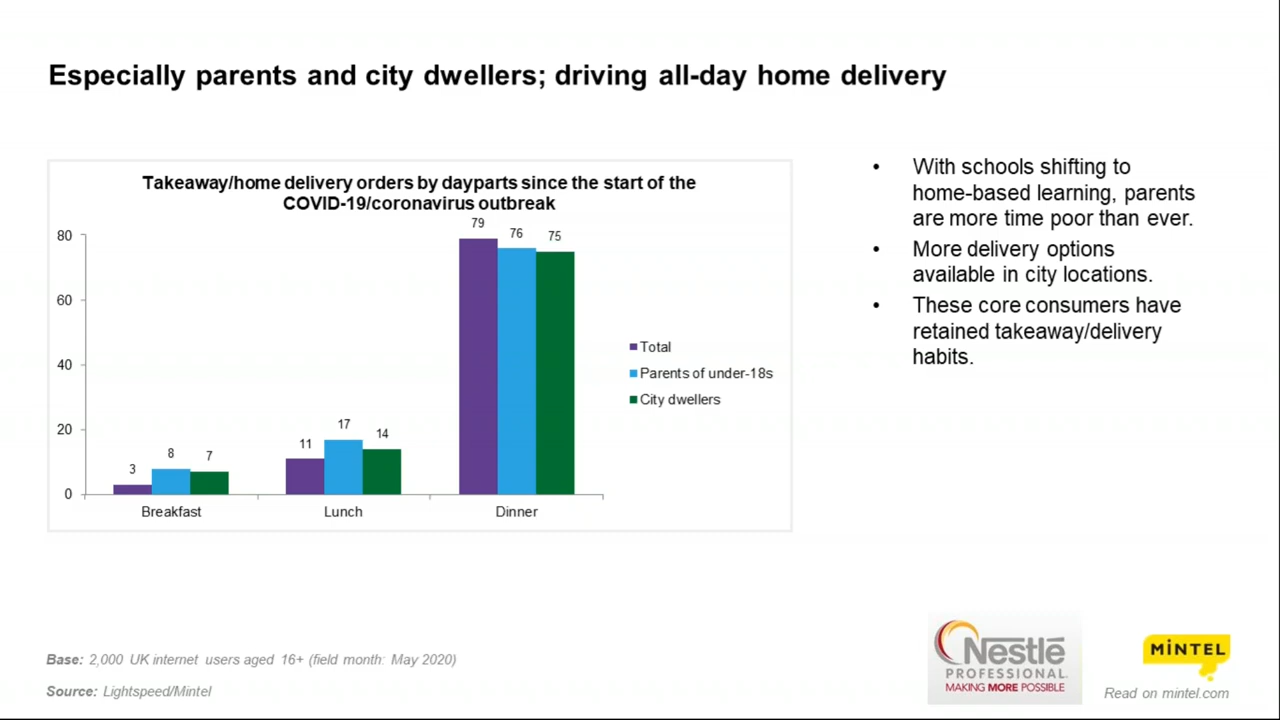 Especially parents and city dwellers; driving all-day home delivery
Takeaway/home delivery orders by dayparts since the start of the
COVID-19/coronavirus outbreak
80
60
40
20
0
3
8
7
11
17
14
79
76
75
Breakfast
Lunch
Dinner
Total
Parents of under-18s
City dwellers
• With schools shifting to
home-based learning, parents
are more time poor than ever.
• More delivery options
available in city locations.
• These core consumers have
retained takeaway/delivery
habits.
Base: 2,000 UK internet users aged 16+ (field month: May 2020)
Source: Lightspeed/Mintel
Nestlé
PROFESSIONAL.
MAKING MORE POSSIBLE
MiNTEL
Read on mintel.com